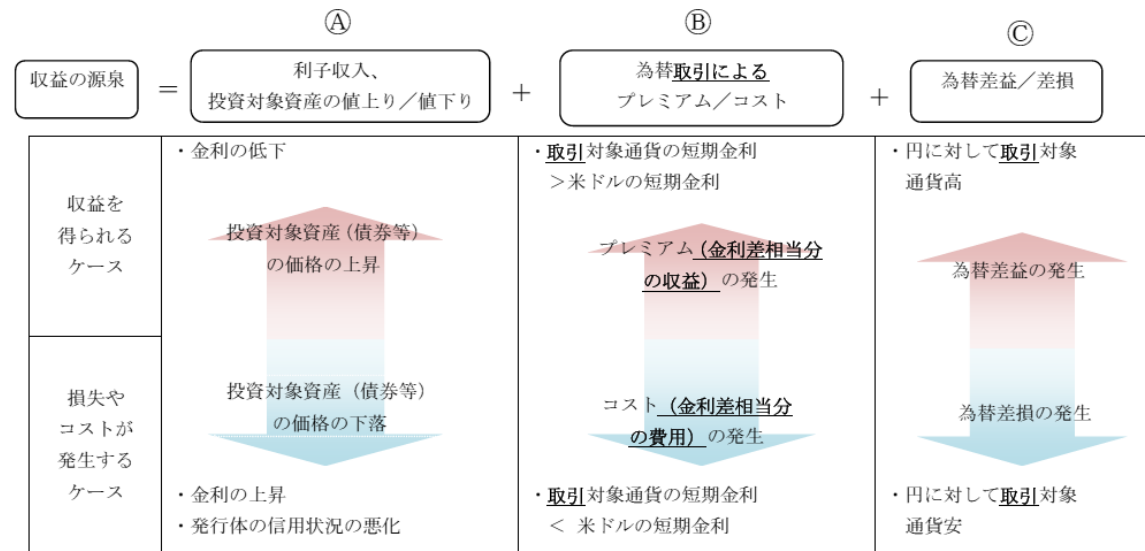 Ⓐ
Ⓑ
Ⓒ
収益の源泉
=
利子収入、
投資対象資産の値上り/値下り
+
為替取引による
プレミアム/コスト
+
為替差益/差損
収益を
得られる
ケース
・金利の低下
投資対象資産(債券等)
の価格の上昇
・取引対象通貨の短期金利
>米ドルの短期金利
プレミアム(金利差相当分
の収益)の発生
・円に対して取引対象
通貨高
為替差益の発生
損失や
コストが
発生する
ケース
投資対象資産(債券等)
の価格の下落
・金利の上昇
・発行体の信用状況の悪化
コスト(金利差相当分
の費用)の発生
・取引対象通貨の短期金利
< 米ドルの短期金利
為替差損の発生
・円に対して取引対象
通貨安